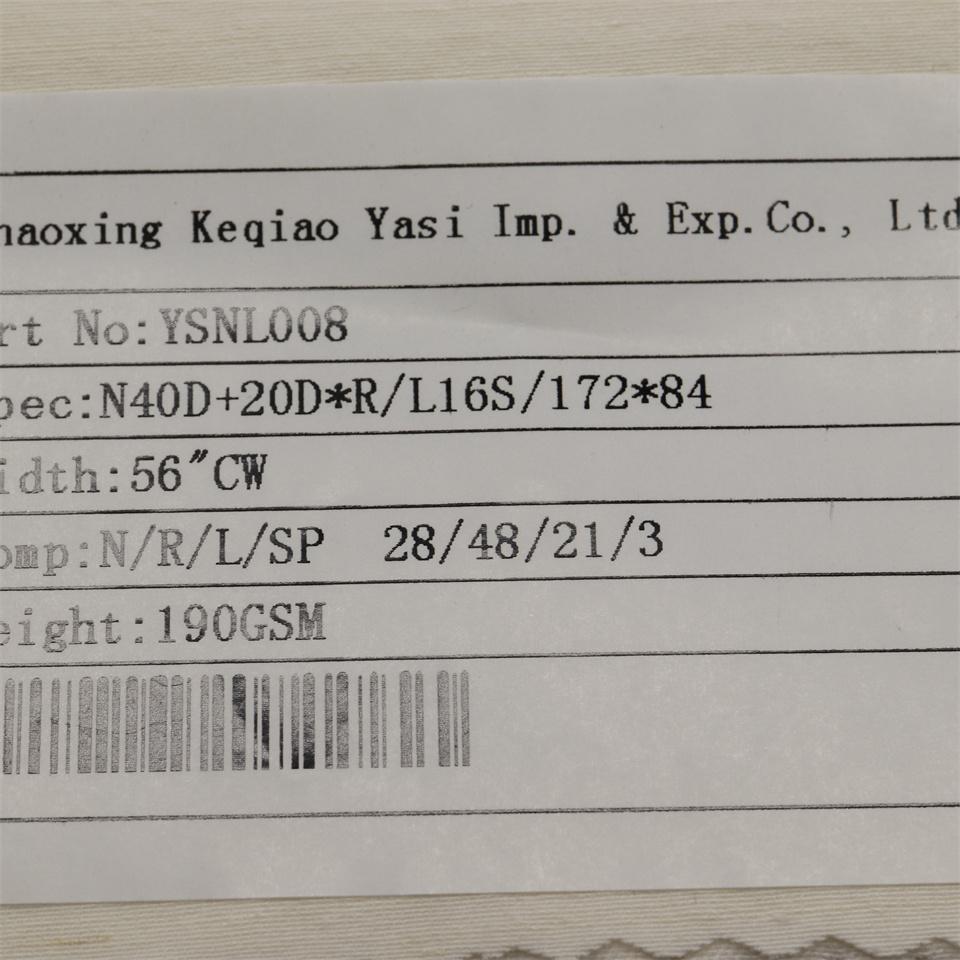 haoxing Keqiao Yasi Imp. & Exp.Co., Ltd
rt No:YSNL008
pec:N40D+20D*R/L16S/172*84
idth:56"CW
omp:N/R/L/SP 28/48/21/3
eight:190GSM